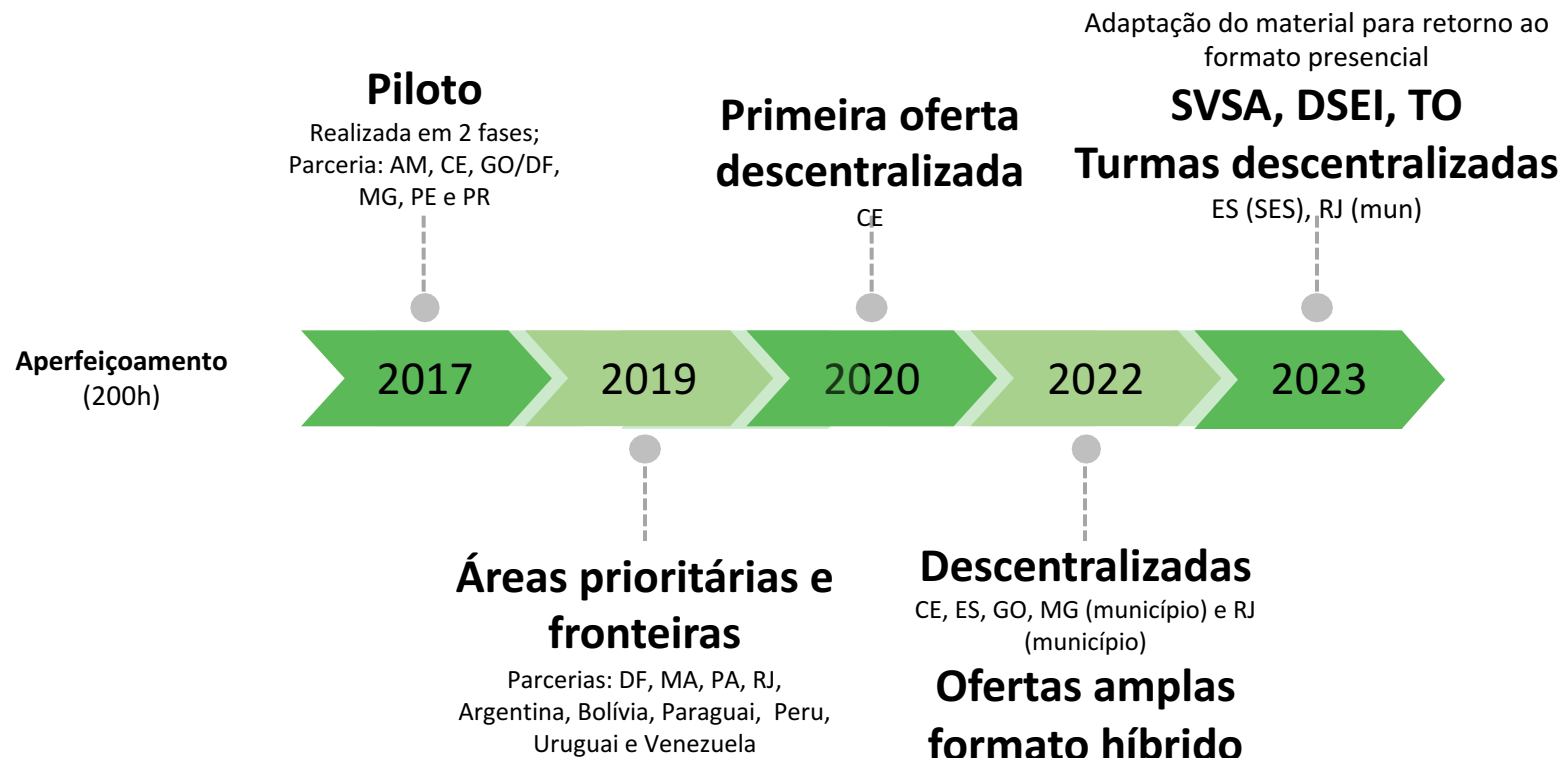 Adaptação do material para retorno ao
formato presencial
Piloto
Realizada em 2 fases;
Parceria: AM, CE, GO/DF,
MG, PE e PR
Primeira oferta
descentralizada
CE
SVSA, DSEI, TO
Turmas descentralizadas
ES (SES), RJ (mun)
Aperfeiçoamento
(200h)
2017
2019
2020
2022
2023
Áreas prioritárias e
fronteiras
Parcerias: DF, MA, PA, RJ,
Argentina, Bolívia, Paraguai, Peru,
Uruguai e Venezuela
Descentralizadas
CE, ES, GO, MG (município) e RJ
(município)
Ofertas amplas
formato híbrido